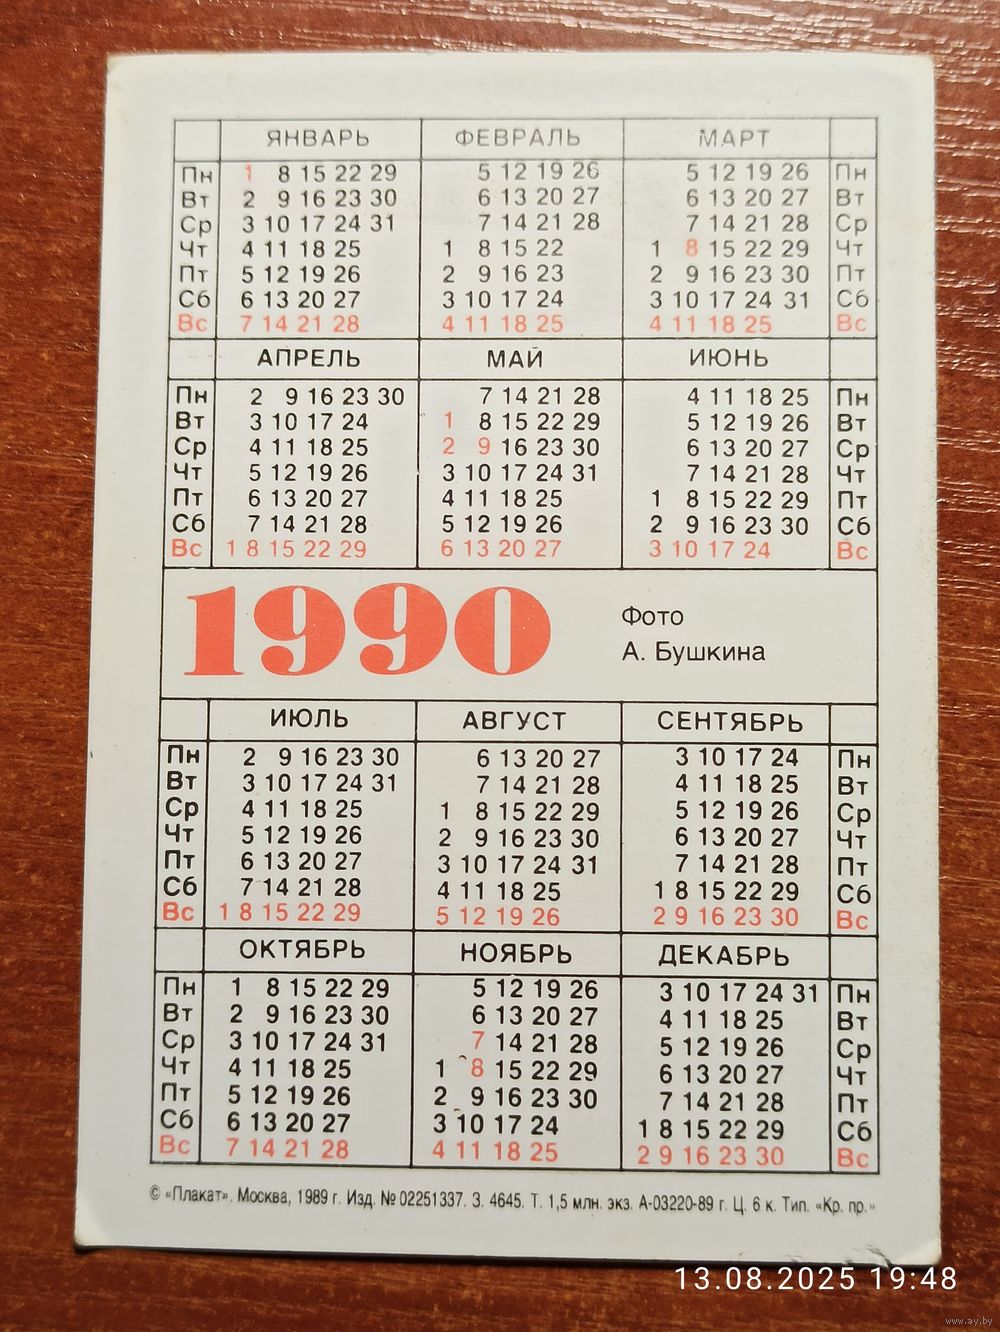 ЯНВАРЬ ФЕВРАЛЬ МАРТ
Пн 1 8 15 22 29 5 12 19 26 5 12 19 26 Пн
Вт 2 9 16 23 30 6 13 20 27 6 13 20 27 Вт
Ср 3 10 17 24 31 7 14 21 28 7 14 21 28 Ср
Чт 4 11 18 25 1 8 15 22 1 8 15 22 29 Чт
Пт 5 12 19 26 2 9 16 23 2 9 16 23 30 Пт
Сб 6 13 20 27 3 10 17 24 3 10 17 24 31 Сб
Вс 7 14 21 28 4 11 18 25 4 11 18 25 Вс
АПРЕЛЬ МАЙ ИЮНЬ
Пн 2 9 16 23 30 7 14 21 28 4 11 18 25 Пн
Вт 3 10 17 24 1 8 15 22 29 5 12 19 26 Вт
Ср 4 11 18 25 2 9 16 23 30 6 13 20 27 Ср
Чт 5 12 19 26 3 10 17 24 31 7 14 21 28 Чт
Пт 6 13 20 27 4 11 18 25 1 8 15 22 29 Пт
Сб 7 14 21 28 5 12 19 26 2 9 16 23 30 Сб
Вс 1 8 15 22 29 6 13 20 27 3 10 17 24 Вс
1990
Фото
А. Бушкина
ИЮЛЬ АВГУСТ СЕНТЯБРЬ
Пн 2 9 16 23 30 6 13 20 27 3 10 17 24 Пн
Вт 3 10 17 24 31 7 14 21 28 4 11 18 25 Вт
Ср 4 11 18 25 1 8 15 22 29 5 12 19 26 Ср
Чт 5 12 19 26 2 9 16 23 30 6 13 20 27 Чт
Пт 6 13 20 27 3 10 17 24 31 7 14 21 28 Пт
Сб 7 14 21 28 4 11 18 25 1 8 15 22 29 Сб
Вс 1 8 15 22 29 5 12 19 26 2 9 16 23 30 Вс
ОКТЯБРЬ НОЯБРЬ ДЕКАБРЬ
Пн 1 8 15 22 29 5 12 19 26 3 10 17 24 31 Пн
Вт 2 9 16 23 30 6 13 20 27 4 11 18 25 Вт
Ср 3 10 17 24 31 7 14 21 28 5 12 19 26 Ср
Чт 4 11 18 25 1 8 15 22 29 6 13 20 27 Чт
Пт 5 12 19 26 2 9 16 23 30 7 14 21 28 Пт
Сб 6 13 20 27 3 10 17 24 1 8 15 22 29 Сб
Вс 7 14 21 28 4 11 18 25 2 9 16 23 30 Вс
© «Плакат». Москва, 1989 г. Изд. № 02251337. З. 4645. Т. 1,5 млн. экз. А-03220-89 г. Ц. 6 к. Тип. «Кр. пр.»
13.08.2025 19:48
www.ay.by